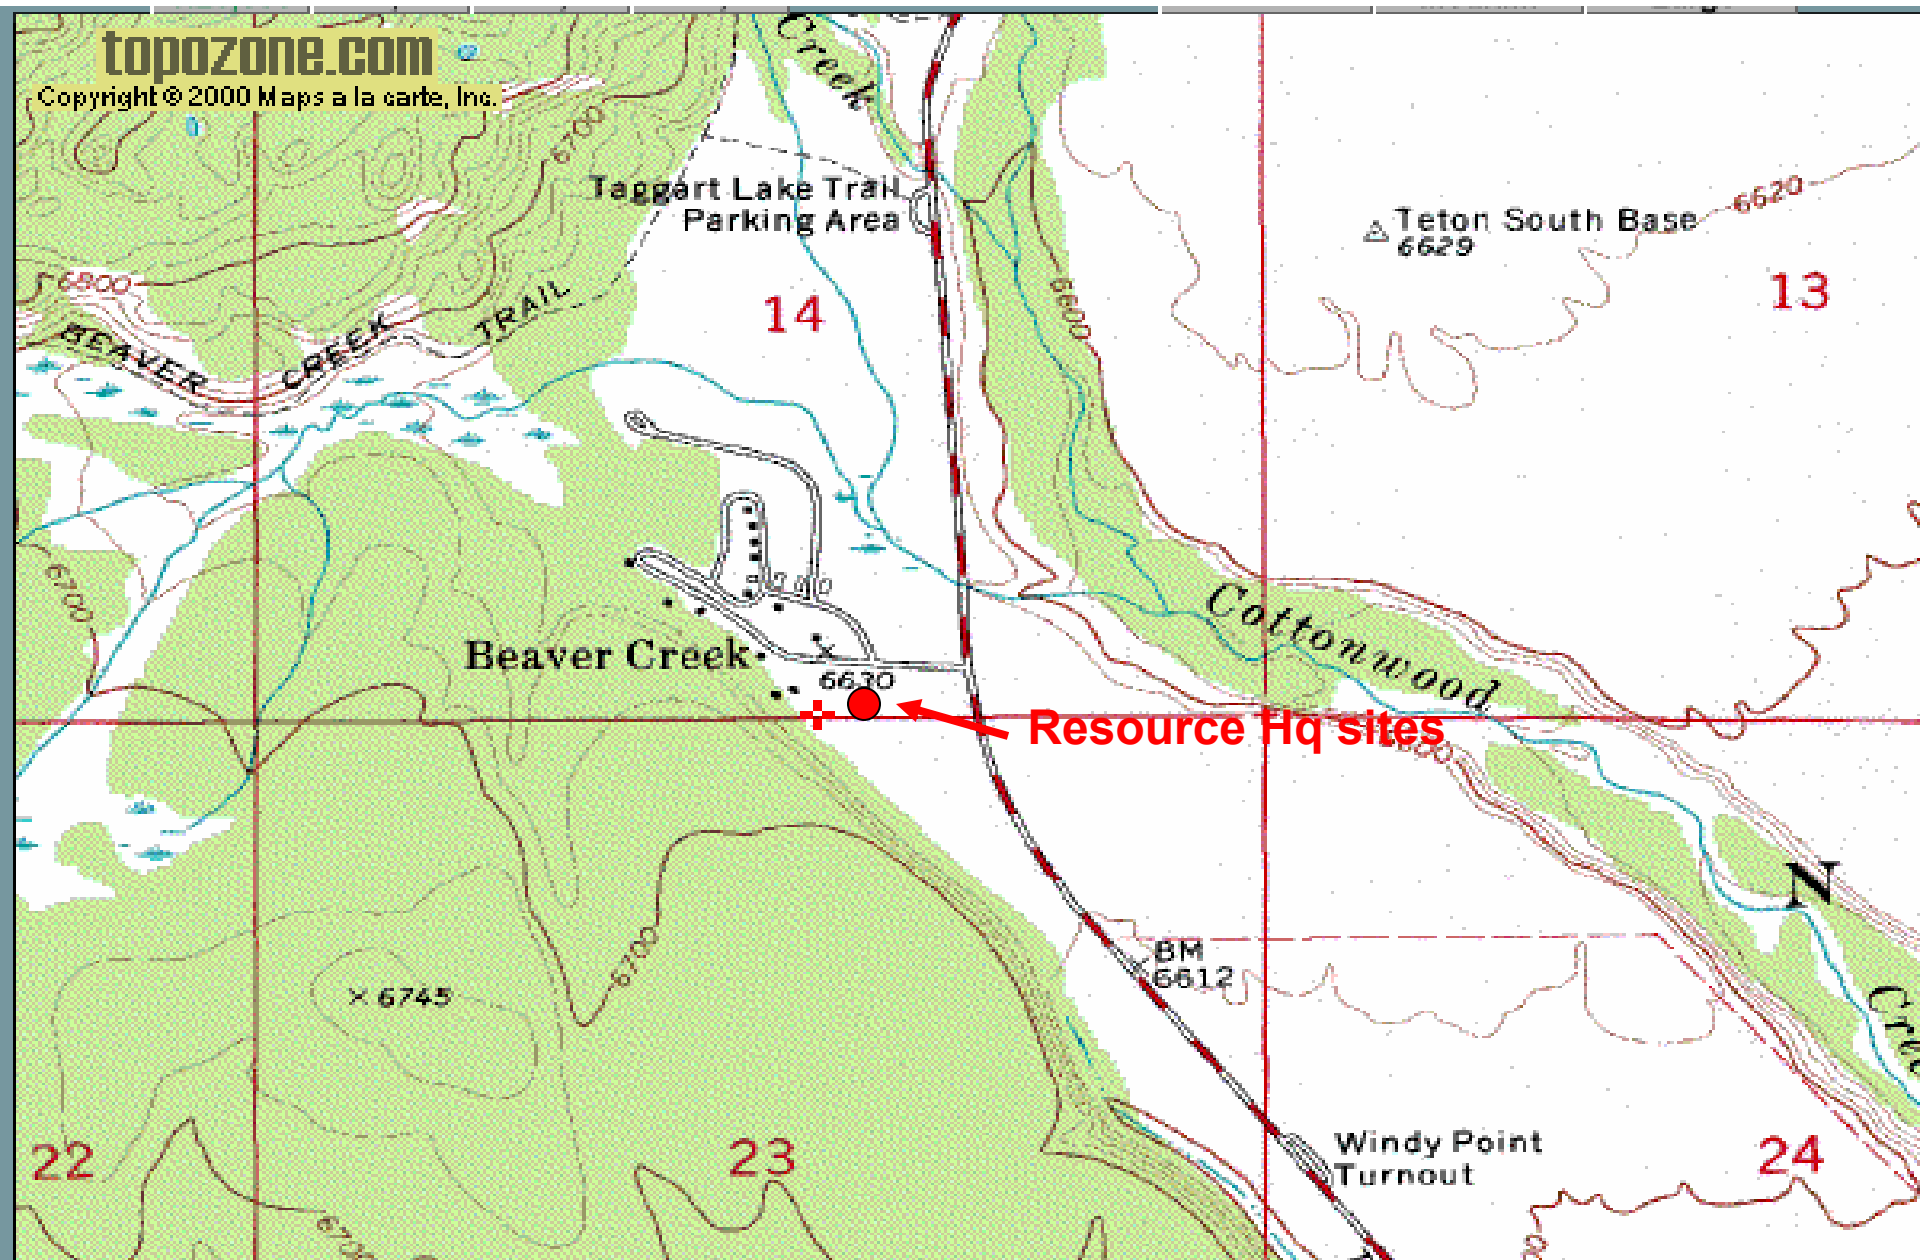 topozone.com
Copyright © 2000 Maps a la carte, Inc.
Creek
6700
Taggart Lake Trail
Parking Area
Teton South Base
6629
6620
13
14
6800
6600
BEAVER CREEK TRAIL
6700
Cottonwood
Beaver Creek
6630
Resource Hq sites
6600
N
BM
6612
6700
6745
Windy Point
Turnout
22
23
24
6700